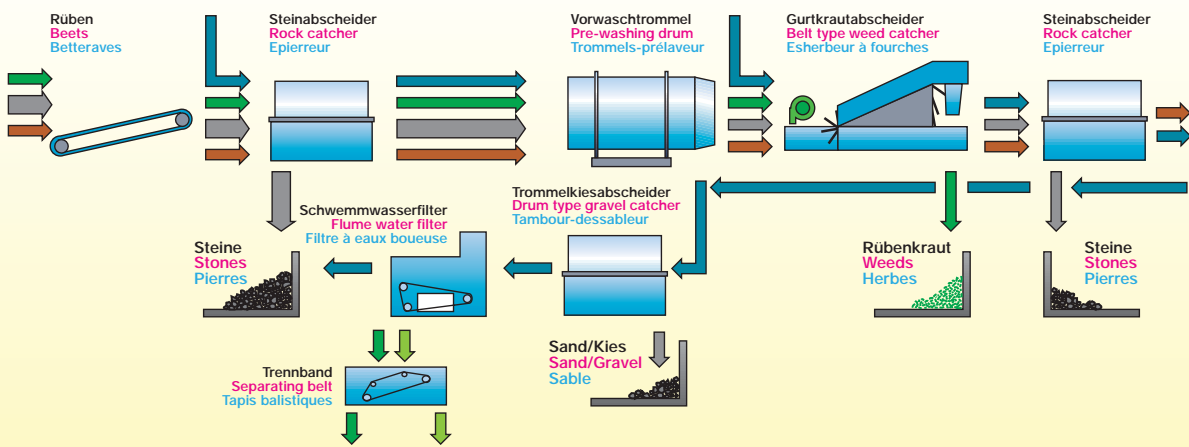 Rüben
Beets
Betteraves
Steinabscheider
Rock catcher
Epierreur
Vorwaschtrommel
Pre-washing drum
Trommels-prélaveur
Gurtkrautabscheider
Belt type weed catcher
Esherbeur à fourches
Steinabscheider
Rock catcher
Epierreur
Trommelkiesabscheider
Drum type gravel catcher
Tambour-dessableur
Schwemmwasserfilter
Flume water filter
Filtre à eaux boueuse
Steine
Stones
Pierres
Rübenkraut
Weeds
Herbes
Steine
Stones
Pierres
Sand/Kies
Sand/Gravel
Sable
Trennband
Separating belt
Tapis balistiques